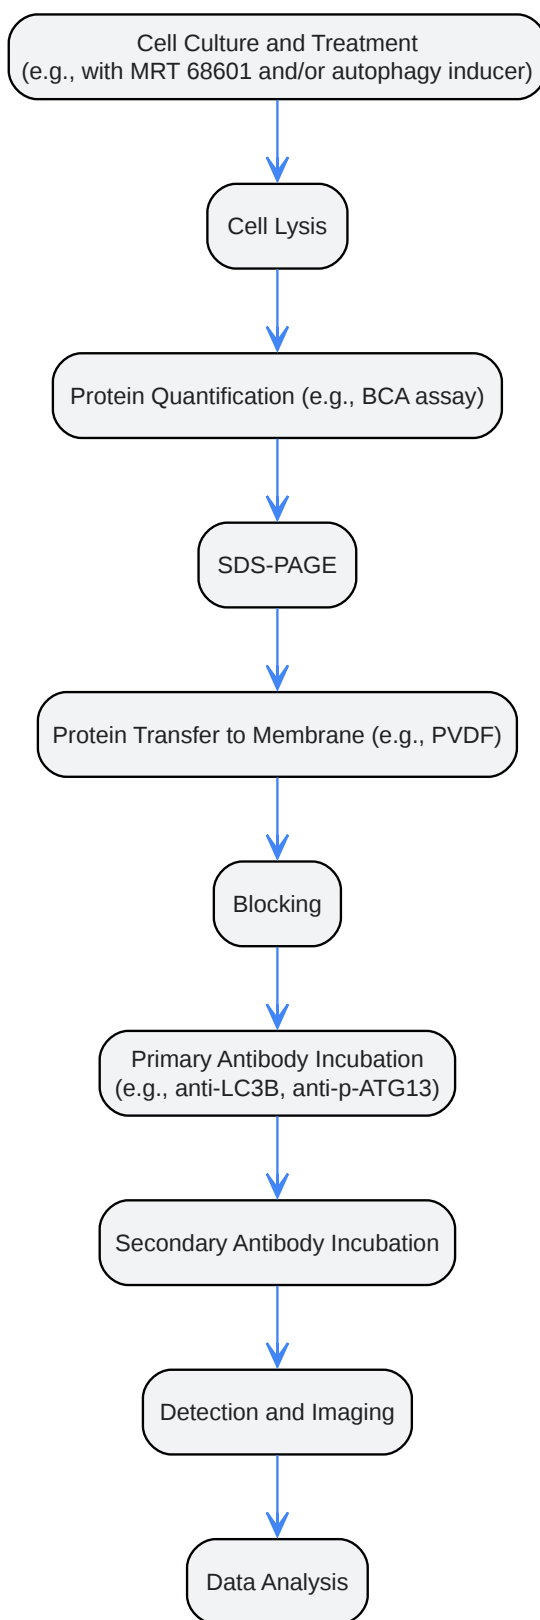 Cell Culture and Treatment
(e.g., with MRT 68601 and/or autophagy inducer)
Cell Lysis
Protein Quantification (e.g., BCA assay)
SDS-PAGE
Protein Transfer to Membrane (e.g., PVDF)
Blocking
Primary Antibody Incubation
(e.g., anti-LC3B, anti-p-ATG13)
Secondary Antibody Incubation
Detection and Imaging
Data Analysis